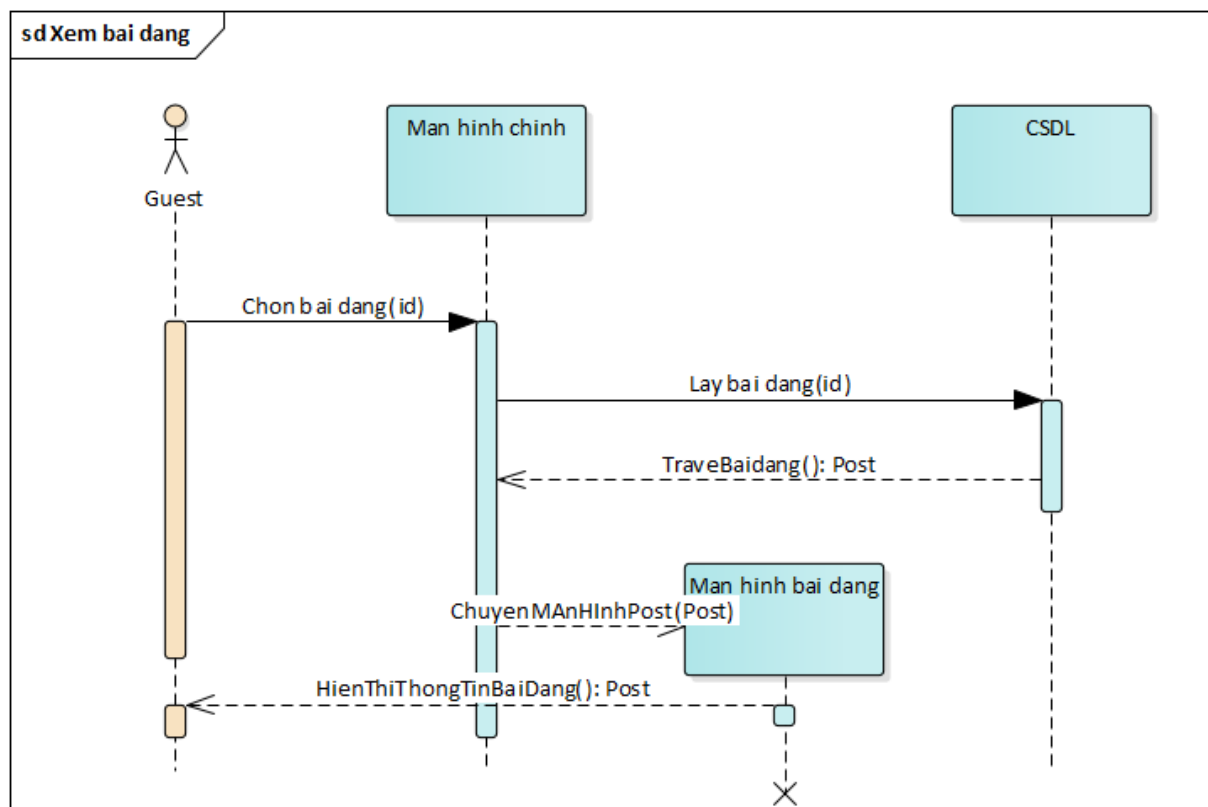 sd Xem bai dang
Man hinh chinh
CSDL
Guest
Chon bai dang(id)
Lay bai dang(id)
TraveBaidang(): Post
Man hinh bai dang
ChuyenMAnHInhPost(Post)
HienThiThongTinBaiDang(): Post